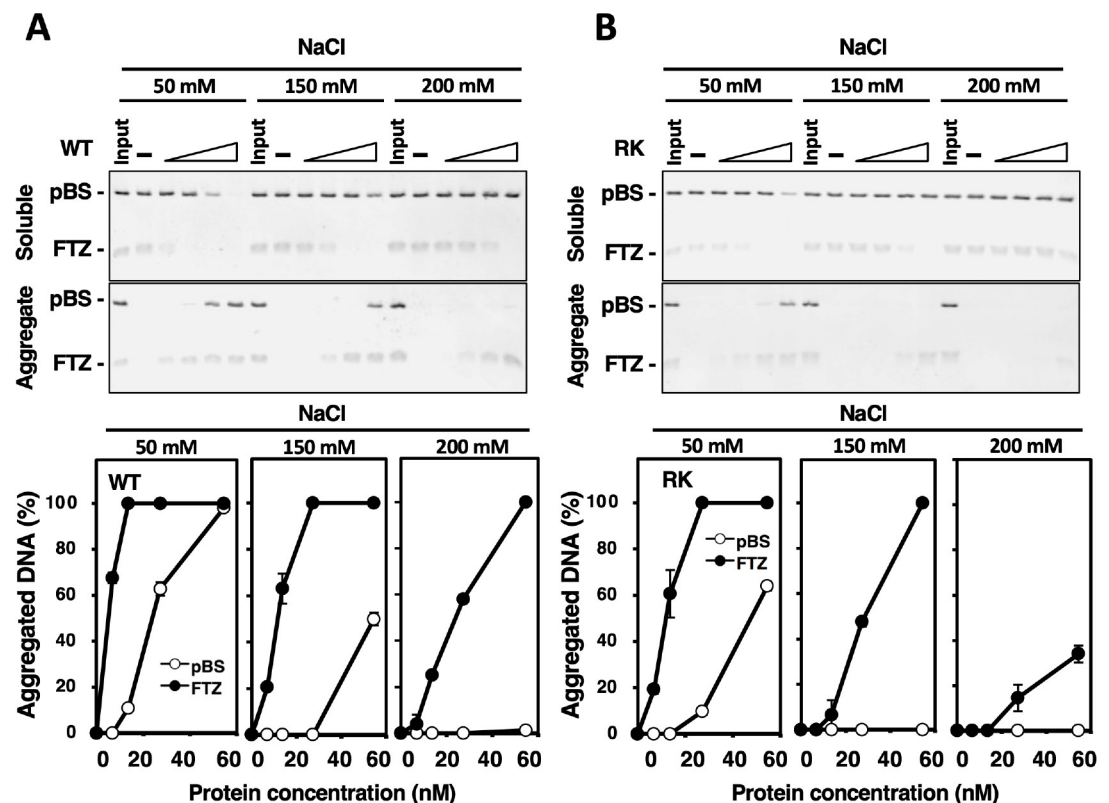 A
NaCl
50 mM 150 mM 200 mM
WT Input – Input – Input –
Soluble
pBS -
FTZ -
Aggregate
pBS -
FTZ -
NaCl
50 mM 150 mM 200 mM
WT
Aggregated DNA (%)
100
80
60
40
20
0
pBS
FTZ
0 20 40 60 0 20 40 60 0 20 40 60
Protein concentration (nM)
B
NaCl
50 mM 150 mM 200 mM
RK Input – Input – Input –
Soluble
pBS -
FTZ -
Aggregate
pBS -
FTZ -
NaCl
50 mM 150 mM 200 mM
RK
Aggregated DNA (%)
100
80
60
40
20
0
pBS
FTZ
0 20 40 60 0 20 40 60 0 20 40 60
Protein concentration (nM)